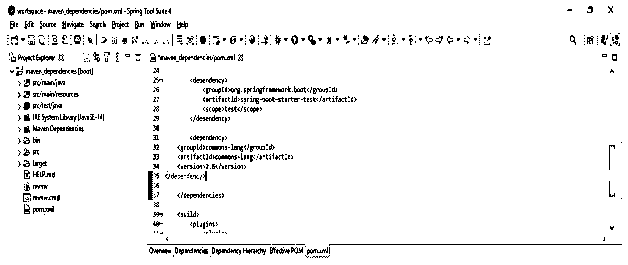 workspace - maven_dependencies/pom.xml - Spring Tool Suite 4
File Edit Source Navigate Search Project Run Window Help
Project Explorer
*maven_dependencies/pom.xml
maven_dependencies [boot]
src/main/java
src/main/resources
src/test/java
JRE System Library [JavaSE-14]
Maven Dependencies
bin
src
target
HELP.md
mvnw
mvnw.cmd
pom.xml
24
25 <dependency>
26 <groupId>org.springframework.boot</groupId>
27 <artifactId>spring-boot-starter-test</artifactId>
28 <scope>test</scope>
29 </dependency>
30
31 <dependency>
32 <groupId>commons-lang</groupId>
33 <artifactId>commons-lang</artifactId>
34 <version>2.6</version>
35 </dependency>
36
37 </dependencies>
38
39 <build>
40 <plugins>
Overview Dependencies Dependency Hierarchy Effective POM pom.xml